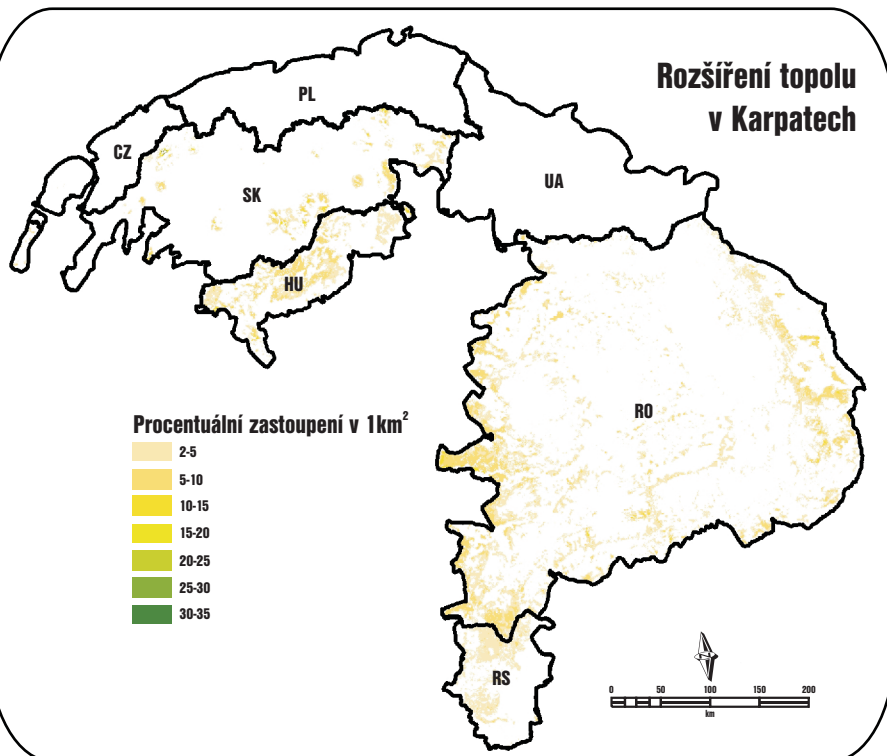 Rozšíření topolu
v Karpatech
PL
CZ
SK
UA
HU
RO
RS
Procentuální zastoupení v 1km²
2-5
5-10
10-15
15-20
20-25
25-30
30-35
0 50 100 150 200
km